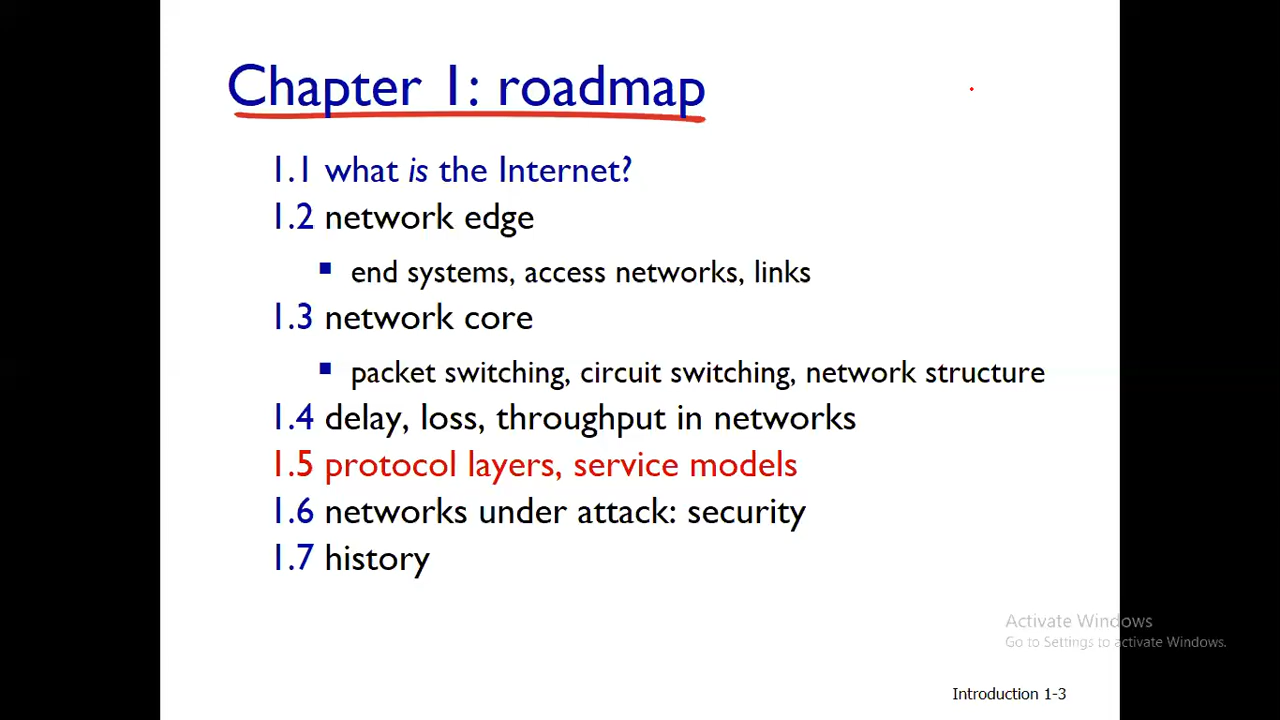 Chapter 1: roadmap
1.1 what is the Internet?
1.2 network edge
end systems, access networks, links
1.3 network core
packet switching, circuit switching, network structure
1.4 delay, loss, throughput in networks
1.5 protocol layers, service models
1.6 networks under attack: security
1.7 history
Activate Windows
Go to Settings to activate Windows.
Introduction 1-3